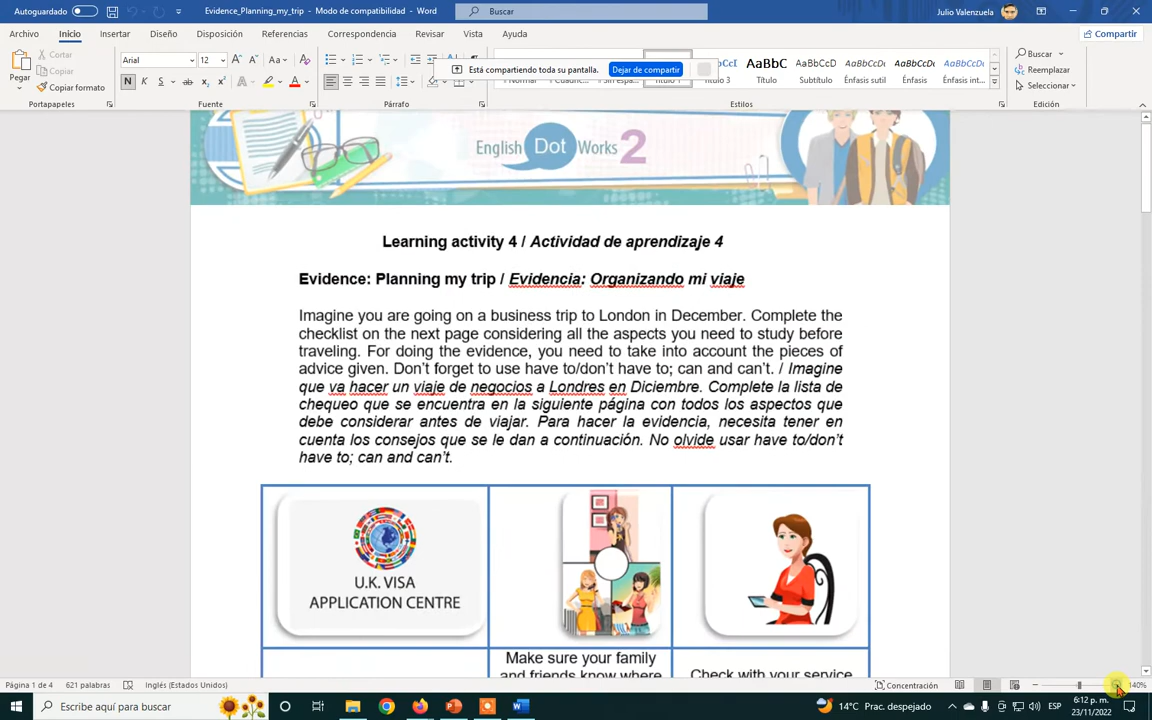 Autoguardado
Evidence_Planning_my_trip - Modo de compatibilidad - Word
Buscar
Julio Valenzuela
Archivo
Inicio
Insertar
Diseño
Disposición
Referencias
Correspondencia
Revisar
Vista
Ayuda
Compartir
Pegar
Cortar
Copiar
Copiar formato
Arial
12
Está compartiendo toda su pantalla.
Dejar de compartir
AaBbC
AaBbCcD
AaBbCcDc
AaBbCcDc
AaBbCcDc
Título 3
Título
Subtítulo
Énfasis sutil
Énfasis
Énfasis int...
Buscar
Reemplazar
Seleccionar
Portapapeles
Fuente
Párrafo
Estilos
Edición
English Dot Works 2
Learning activity 4 / Actividad de aprendizaje 4
Evidence: Planning my trip / Evidencia: Organizando mi viaje
Imagine you are going on a business trip to London in December. Complete the
checklist on the next page considering all the aspects you need to study before
traveling. For doing the evidence, you need to take into account the pieces of
advice given. Don't forget to use have to/don't have to; can and can't. / Imagine
que va hacer un viaje de negocios a Londres en Diciembre. Complete la lista de
chequeo que se encuentra en la siguiente página con todos los aspectos que
debe considerar antes de viajar. Para hacer la evidencia, necesita tener en
cuenta los consejos que se le dan a continuación. No olvide usar have to/don't
have to; can and can't.
U.K. VISA
APPLICATION CENTRE
Make sure your family
and friends know where
Check with your service
Página 1 de 4
621 palabras
Inglés (Estados Unidos)
Concentración
140%
Escribe aquí para buscar
14°C Prac. despejado
ESP
6:12 p. m.
23/11/2022